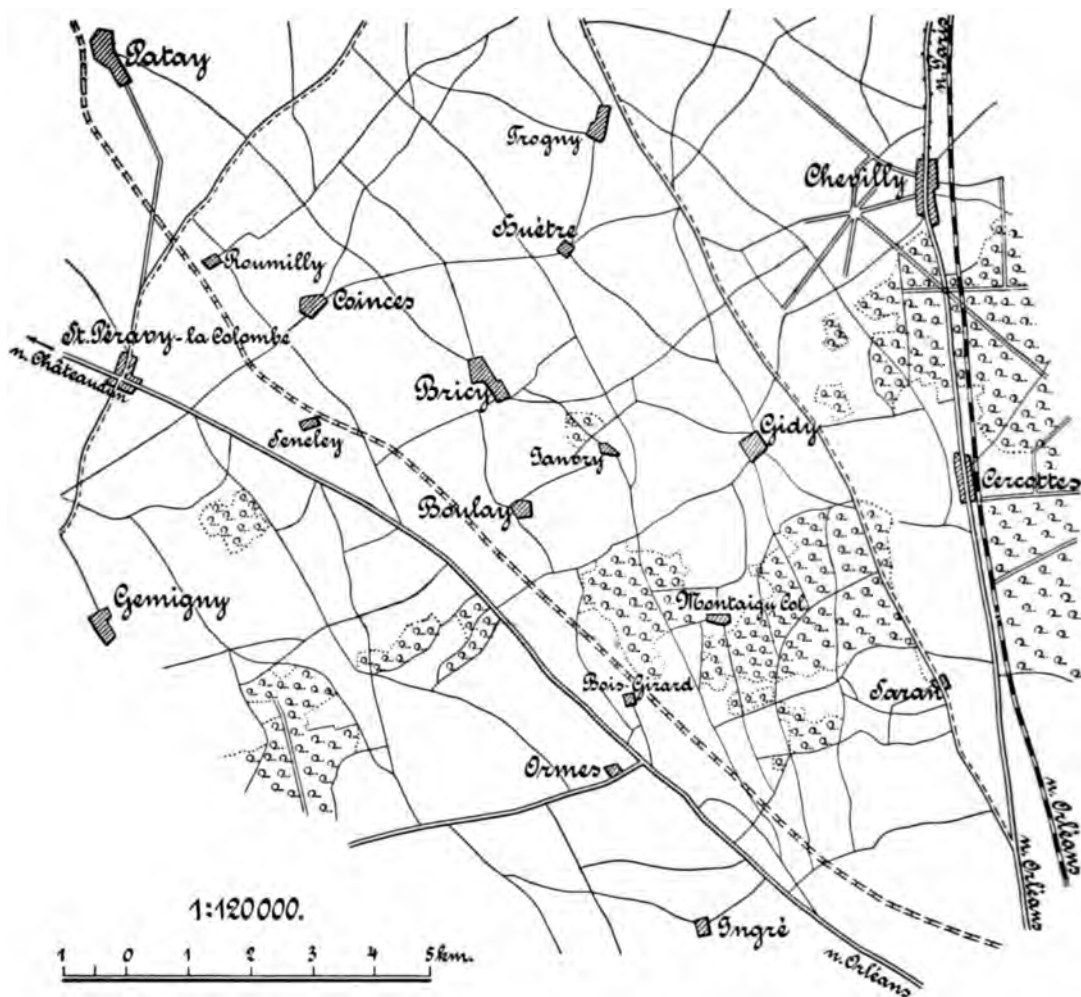 Patay
n. Paris
Trogny
Chevilly
Huêtre
Roumilly
Coinces
St. Péravy-la Colombe
n. Châteaudun
Bricy
Seneley
Gidy
Janvry
Cercottes
Boulay
Gemigny
Montaigu Col.
Bois-Girard
Saran
Ormes
n. Orléans
n. Orléans
1:120000.
Ingré
n. Orléans
1 0 1 2 3 4 5 km.